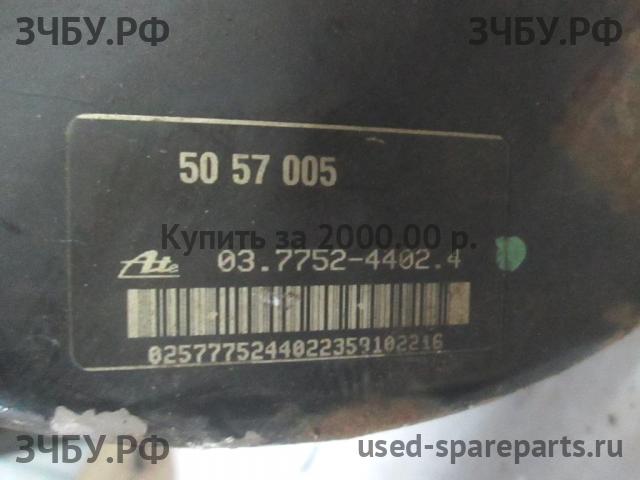 ЗЧБУ.РФ ЗЧБУ.РФ
50 57 005
Купить за 2000.00 р.
Ate 03.7752-4402.4
0257775244022359102216
ЗЧБУ.РФ used-spareparts.ru